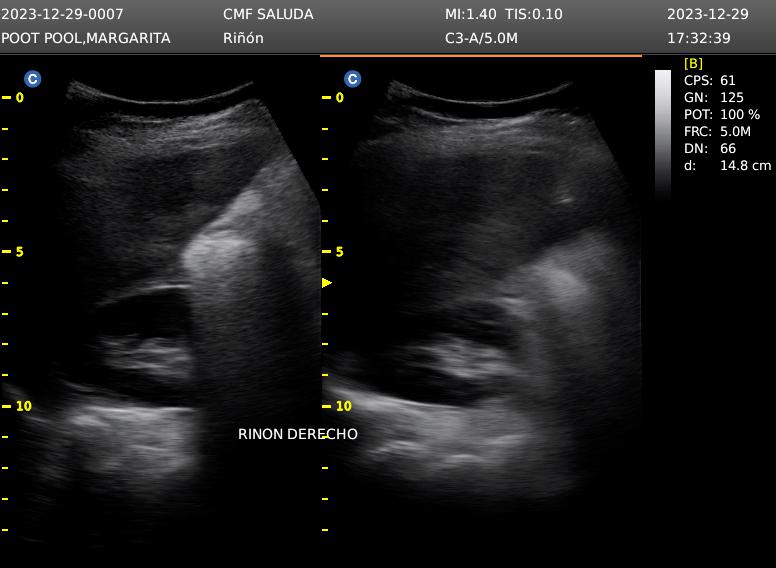 2023-12-29-0007 CMF SALUDA MI:1.40 TIS:0.10 2023-12-29
POOT POOL,MARGARITA Riñón C3-A/5.0M 17:32:39
C
C
[B]
CPS: 61
GN: 125
POT: 100 %
FRC: 5.0M
DN: 66
d: 14.8 cm
0
0
5
5
10
10
RINON DERECHO